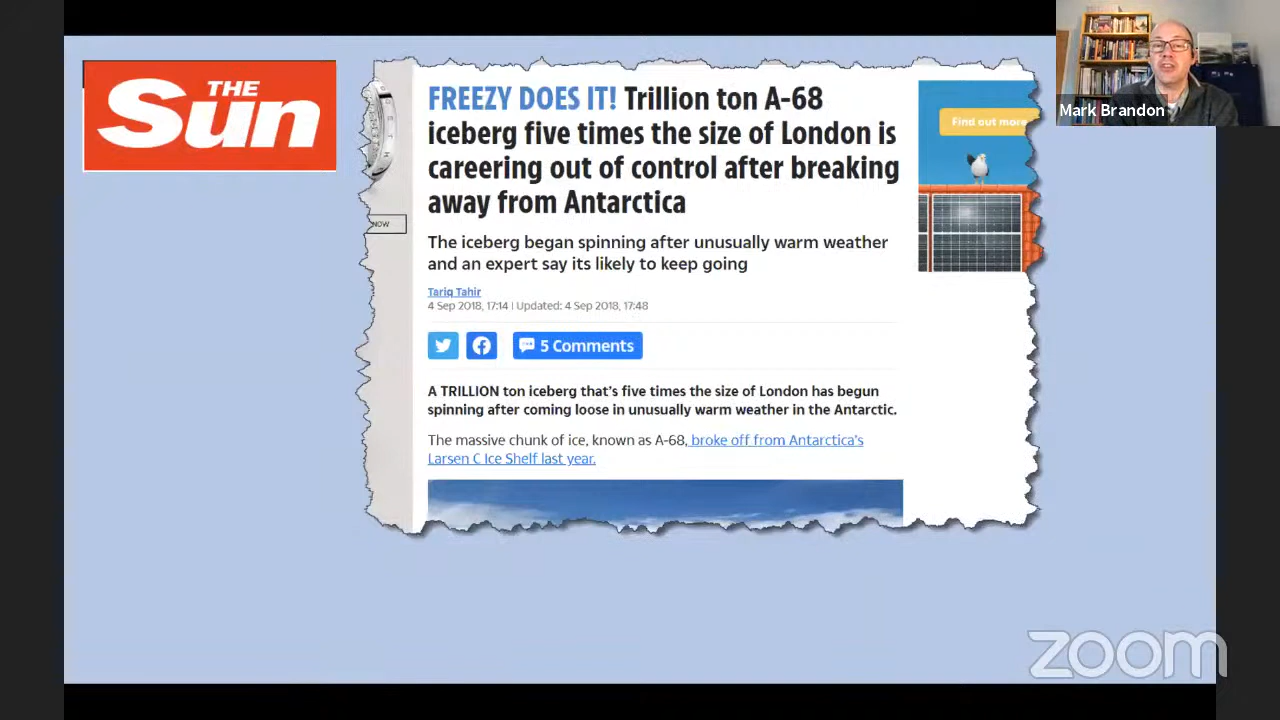 THE
Sun
FREEZY DOES IT! Trillion ton A-68
iceberg five times the size of London is
careering out of control after breaking
away from Antarctica
The iceberg began spinning after unusually warm weather
and an expert say its likely to keep going
Tariq Tahir
4 Sep 2018, 17:14 | Updated: 4 Sep 2018, 17:48
5 Comments
A TRILLION ton iceberg that's five times the size of London has begun
spinning after coming loose in unusually warm weather in the Antarctic.
The massive chunk of ice, known as A-68, broke off from Antarctica's
Larsen C Ice Shelf last year.
NOW
Find out more
Mark Brandon
zoom